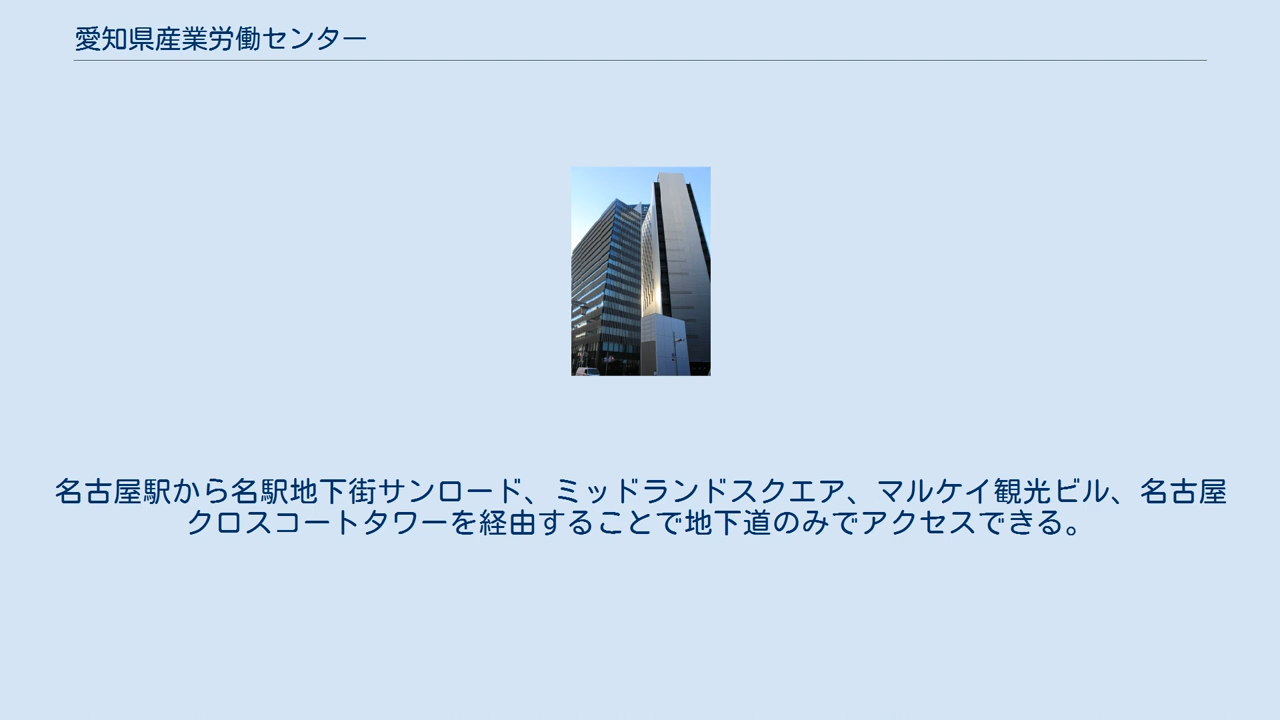 愛知県産業労働センター
名古屋駅から名駅地下街サンロード、ミッドランドスクエア、マルケイ観光ビル、名古屋
クロスコートタワーを経由することで地下道のみでアクセスできる。